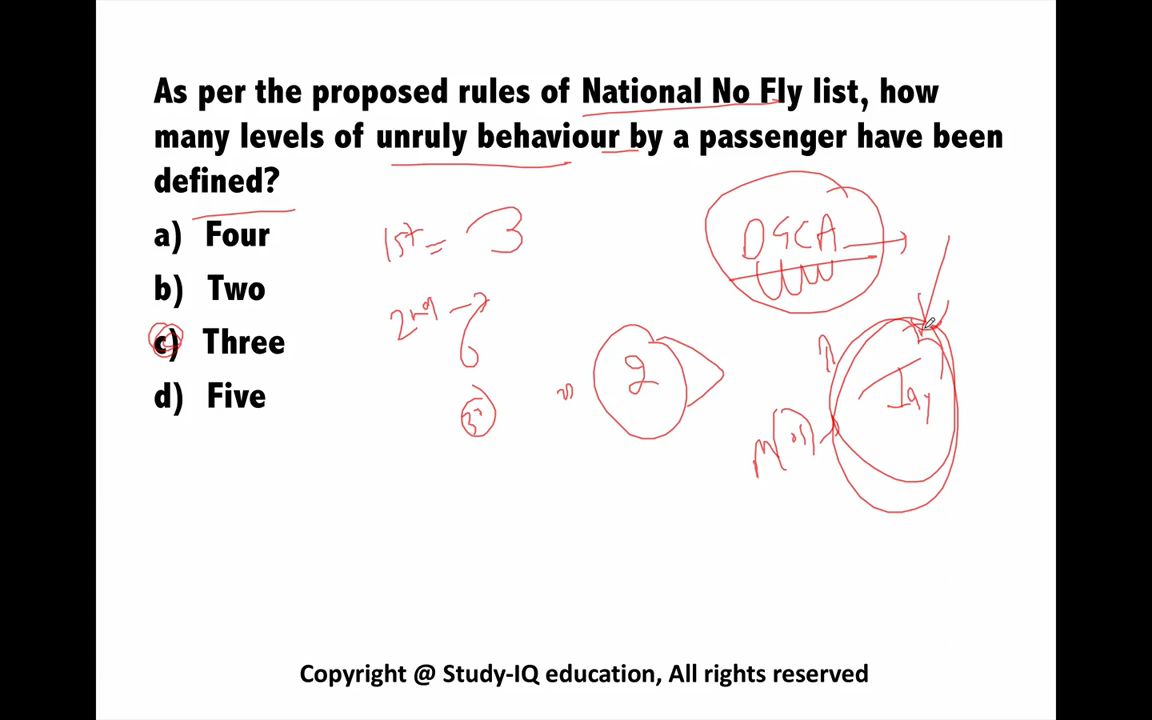 As per the proposed rules of National No Fly list, how
many levels of unruly behaviour by a passenger have been
defined?
a) Four
b) Two
c) Three
d) Five
1st = 3
DGCA
2nd - 6
2
Copyright @ Study-IQ education, All rights reserved